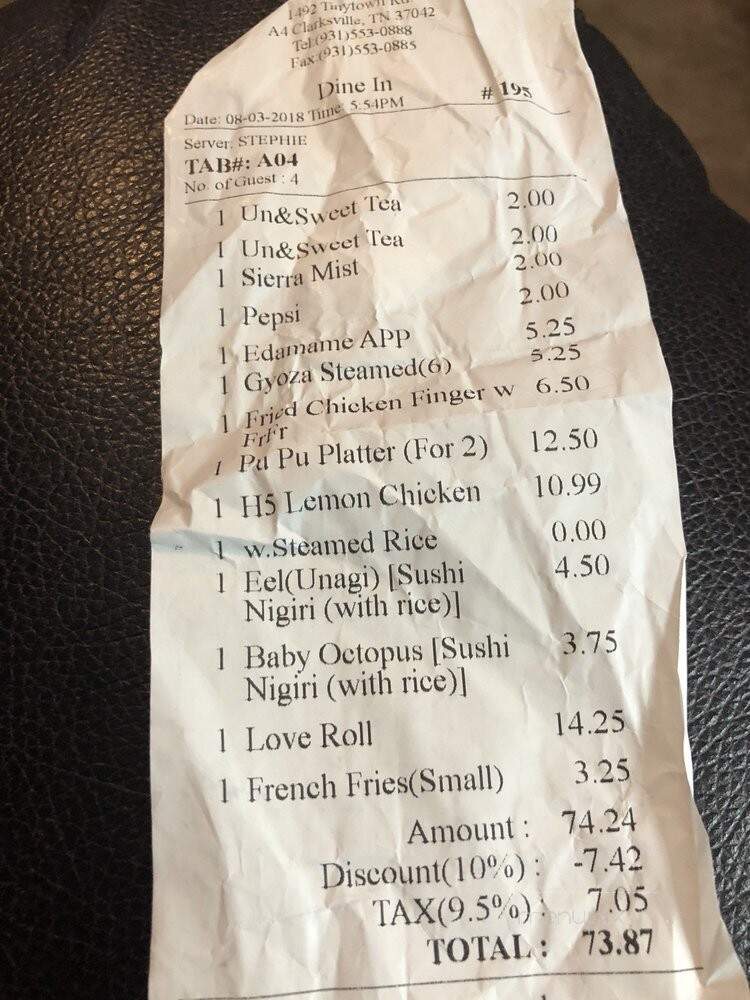 1492 Tinytown Rd
A4 Clarksville, TN 37042
Tel:(931)553-0888
Fax:(931)553-0885
Dine In # 195
Date: 08-03-2018 Time: 5:54PM
Server: STEPHIE
TAB#: A04
No. of Guest : 4
1 Un&Sweet Tea 2.00
1 Un&Sweet Tea 2.00
1 Sierra Mist 2.00
1 Pepsi 2.00
1 Edamame APP 5.25
1 Gyoza Steamed(6) 5.25
1 Fried Chicken Finger w 6.50
FrFr
1 Pu Pu Platter (For 2) 12.50
1 H5 Lemon Chicken 10.99
1 w.Steamed Rice 0.00
1 Eel(Unagi) [Sushi 4.50
Nigiri (with rice)]
1 Baby Octopus [Sushi 3.75
Nigiri (with rice)]
1 Love Roll 14.25
1 French Fries(Small) 3.25
Amount : 74.24
Discount(10%) : -7.42
TAX(9.5%) : 7.05
TOTAL : 73.87